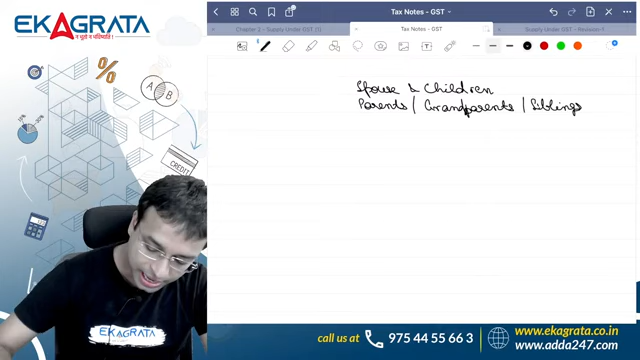 EKAGRATA
Tax Notes - GST
Chapter 2 – Supply Under GST (1)
Tax Notes - GST
Supply Under GST - Revision-1
Spouse & Children
Parents / Grandparents / Siblings
%
A
B
CREDIT
EKAGRATA
call us at
975 44 55 66 3
www.ekagrata.co.in
www.adda247.com